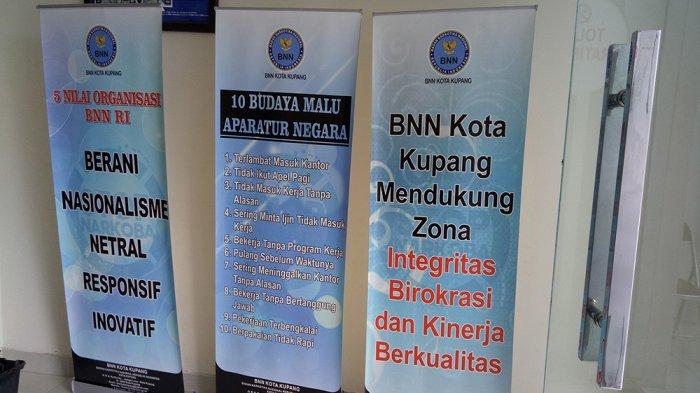 BNN
BNN KOTA KUPANG
5 NILAI ORGANISASI
BNN RI
BERANI
NASIONALISME
NETRAL
RESPONSIF
INOVATIF
BNN KOTA KUPANG
BNN
BNN KOTA KUPANG
10 BUDAYA MALU
APARATUR NEGARA
1. Terlambat Masuk Kantor
2. Tidak Ikut Apel Pagi
3. Tidak Masuk Kerja Tanpa
Alasan
4. Sering Minta Ijin Tidak Masuk
Kerja
5. Bekerja Tanpa Program Kerja
6. Pulang Sebelum Waktunya
7. Sering Meninggalkan Kantor
Tanpa Alasan
8. Bekerja Tanpa Bertanggung
Jawab
9. Pekerjaan Terbengkalai
10. Berpakaian Tidak Rapi
BNN KOTA KUPANG
BNN
BNN KOTA KUPANG
BNN Kota
Kupang
Mendukung
Zona
Integritas
Birokrasi
dan Kinerja
Berkualitas